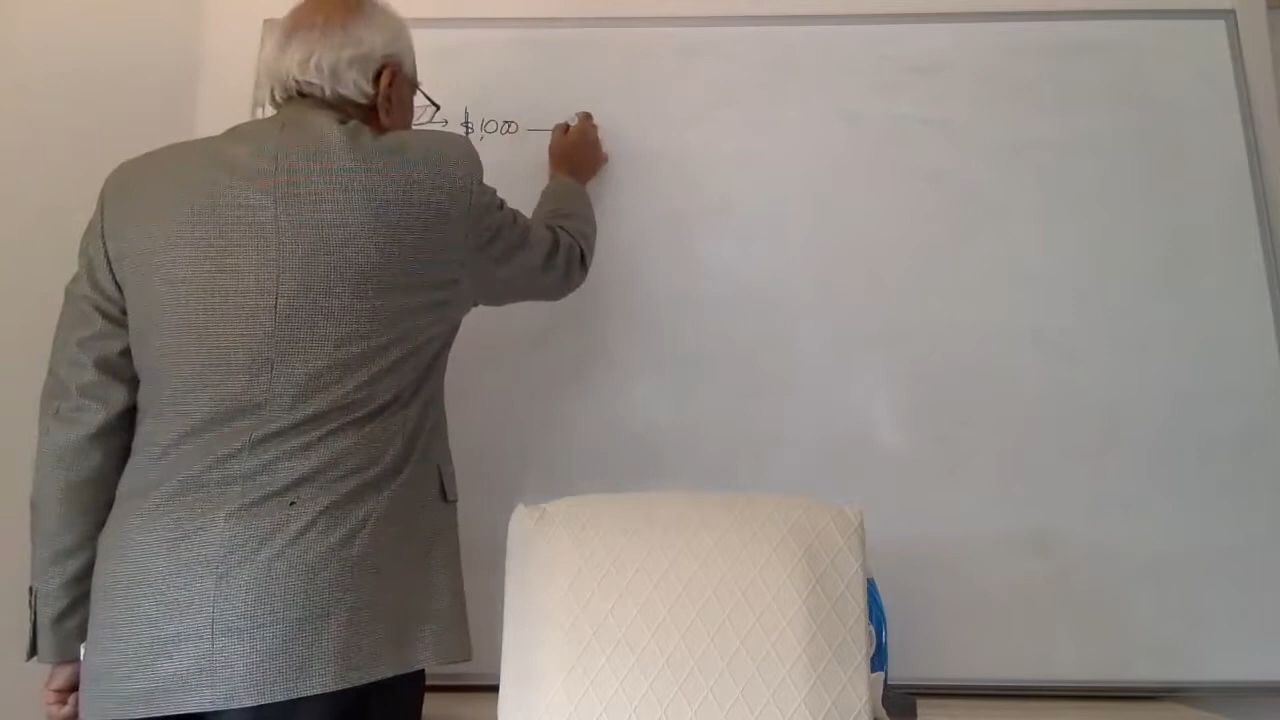 → $1,000 —